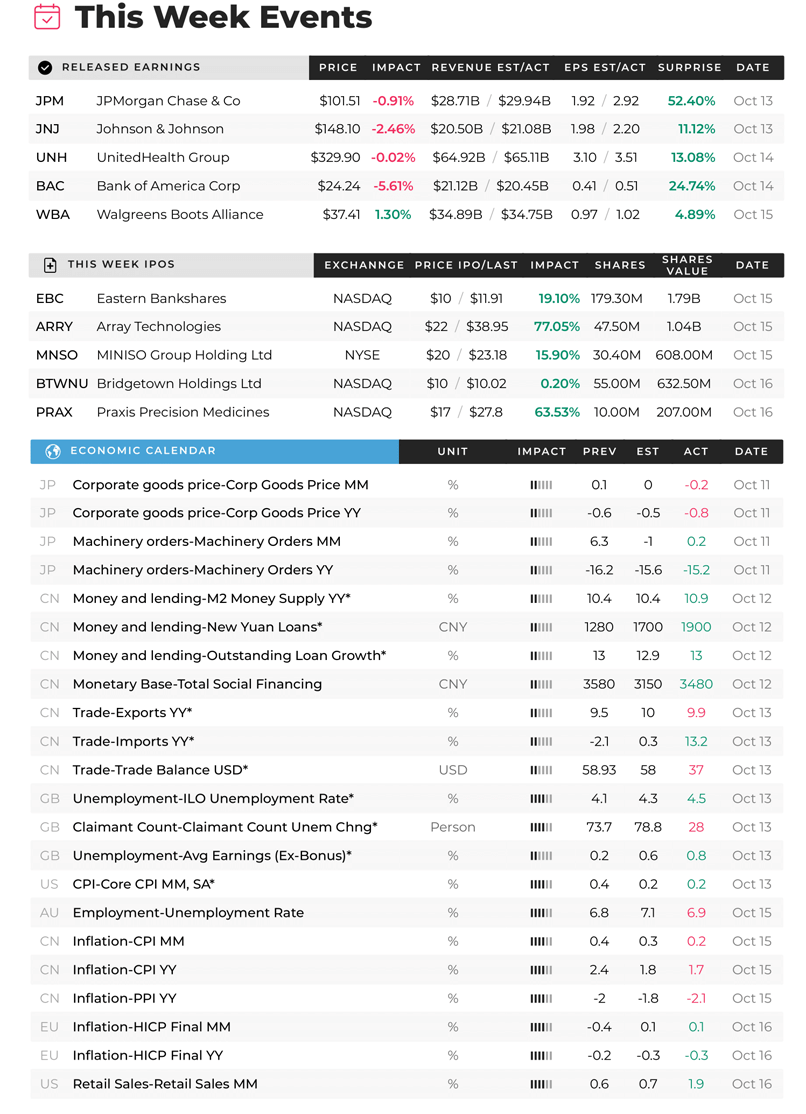 This Week Events
RELEASED EARNINGS PRICE IMPACT REVENUE EST/ACT EPS EST/ACT SURPRISE DATE
JPM JPMorgan Chase & Co $101.51 -0.91% $28.71B / $29.94B 1.92 / 2.92 52.40% Oct 13
JNJ Johnson & Johnson $148.10 -2.46% $20.50B / $21.08B 1.98 / 2.20 11.12% Oct 13
UNH UnitedHealth Group $329.90 -0.02% $64.92B / $65.11B 3.10 / 3.51 13.08% Oct 14
BAC Bank of America Corp $24.24 -5.61% $21.12B / $20.45B 0.41 / 0.51 24.74% Oct 14
WBA Walgreens Boots Alliance $37.41 1.30% $34.89B / $34.75B 0.97 / 1.02 4.89% Oct 15
THIS WEEK IPOS EXCHANNGE PRICE IPO/LAST IMPACT SHARES SHARES VALUE DATE
EBC Eastern Bankshares NASDAQ $10 / $11.91 19.10% 179.30M 1.79B Oct 15
ARRY Array Technologies NASDAQ $22 / $38.95 77.05% 47.50M 1.04B Oct 15
MNSO MINISO Group Holding Ltd NYSE $20 / $23.18 15.90% 30.40M 608.00M Oct 15
BTWNU Bridgetown Holdings Ltd NASDAQ $10 / $10.02 0.20% 55.00M 632.50M Oct 16
PRAX Praxis Precision Medicines NASDAQ $17 / $27.8 63.53% 10.00M 207.00M Oct 16
ECONOMIC CALENDAR UNIT IMPACT PREV EST ACT DATE
JP Corporate goods price-Corp Goods Price MM % 0.1 0 -0.2 Oct 11
JP Corporate goods price-Corp Goods Price YY % -0.6 -0.5 -0.8 Oct 11
JP Machinery orders-Machinery Orders MM % 6.3 -1 0.2 Oct 11
JP Machinery orders-Machinery Orders YY % -16.2 -15.6 -15.2 Oct 11
CN Money and lending-M2 Money Supply YY* % 10.4 10.4 10.9 Oct 12
CN Money and lending-New Yuan Loans* CNY 1280 1700 1900 Oct 12
CN Money and lending-Outstanding Loan Growth* % 13 12.9 13 Oct 12
CN Monetary Base-Total Social Financing CNY 3580 3150 3480 Oct 12
CN Trade-Exports YY* % 9.5 10 9.9 Oct 13
CN Trade-Imports YY* % -2.1 0.3 13.2 Oct 13
CN Trade-Trade Balance USD* USD 58.93 58 37 Oct 13
GB Unemployment-ILO Unemployment Rate* % 4.1 4.3 4.5 Oct 13
GB Claimant Count-Claimant Count Unem Chng* Person 73.7 78.8 28 Oct 13
GB Unemployment-Avg Earnings (Ex-Bonus)* % 0.2 0.6 0.8 Oct 13
US CPI-Core CPI MM, SA* % 0.4 0.2 0.2 Oct 13
AU Employment-Unemployment Rate % 6.8 7.1 6.9 Oct 15
CN Inflation-CPI MM % 0.4 0.3 0.2 Oct 15
CN Inflation-CPI YY % 2.4 1.8 1.7 Oct 15
CN Inflation-PPI YY % -2 -1.8 -2.1 Oct 15
EU Inflation-HICP Final MM % -0.4 0.1 0.1 Oct 16
EU Inflation-HICP Final YY % -0.2 -0.3 -0.3 Oct 16
US Retail Sales-Retail Sales MM % 0.6 0.7 1.9 Oct 16